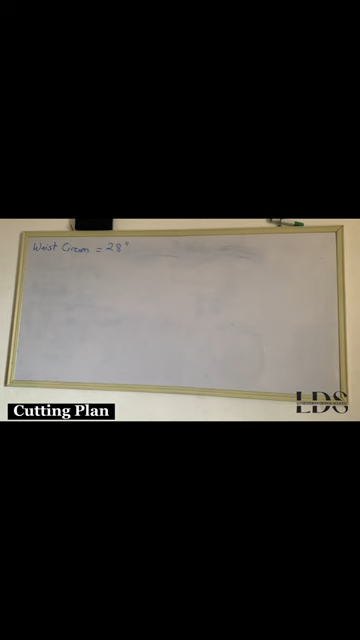 Waist Circum = 28"
LDS
Cutting Plan